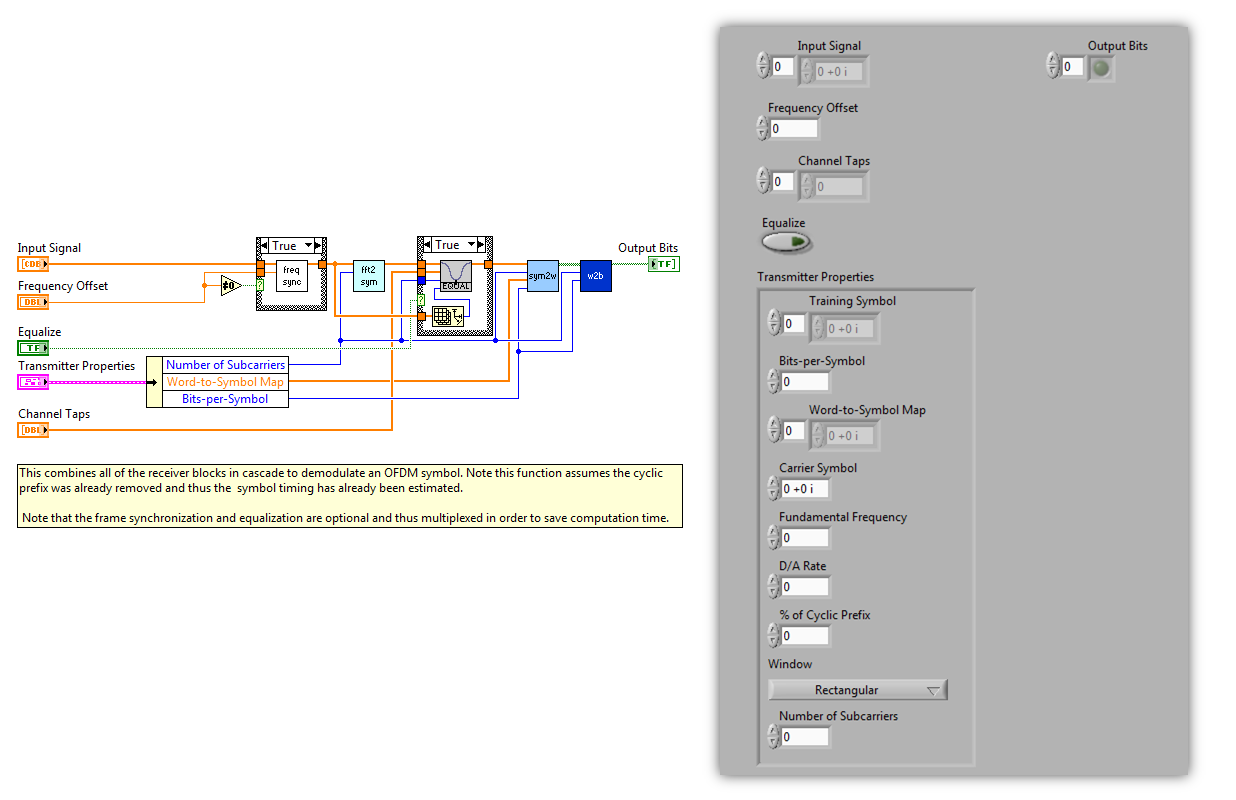 Input Signal
[CDB]
Frequency Offset
DBL
Equalize
TF
Transmitter Properties
Channel Taps
[DBL]
≠0
True
freq
sync
?
fft2
sym
True
EQUAL
?
sym2w
w2b
Output Bits
TF]
Number of Subcarriers
Word-to-Symbol Map
Bits-per-Symbol
This combines all of the receiver blocks in cascade to demodulate an OFDM symbol. Note this function assumes the cyclic
prefix was already removed and thus the symbol timing has already been estimated.
Note that the frame synchronization and equalization are optional and thus multiplexed in order to save computation time.
Input Signal
0
0 +0 i
Output Bits
0
Frequency Offset
0
Channel Taps
0
0
Equalize
Transmitter Properties
Training Symbol
0
0 +0 i
Bits-per-Symbol
0
Word-to-Symbol Map
0
0 +0 i
Carrier Symbol
0 +0 i
Fundamental Frequency
0
D/A Rate
0
% of Cyclic Prefix
0
Window
Rectangular
Number of Subcarriers
0